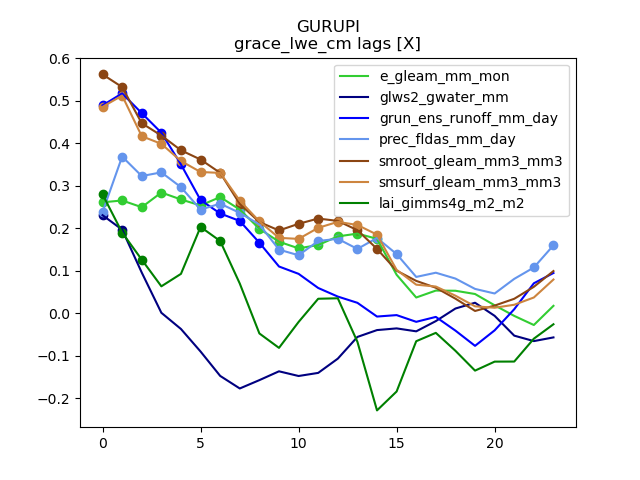 GURUPI
grace_lwe_cm lags [X]
e_gleam_mm_mon
glws2_gwater_mm
grun_ens_runoff_mm_day
prec_fldas_mm_day
smroot_gleam_mm3_mm3
smsurf_gleam_mm3_mm3
lai_gimms4g_m2_m2
0.6
0.5
0.4
0.3
0.2
0.1
0.0
−0.1
−0.2
0 5 10 15 20